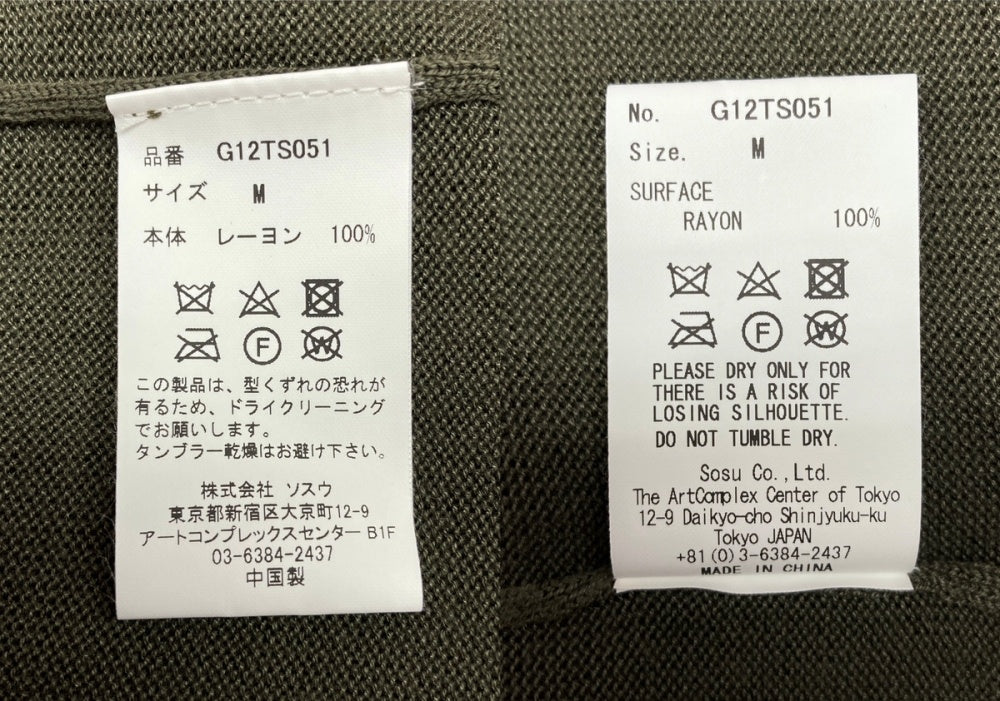 品番 G12TS051
サイズ M
本体 レーヨン 100%
F
W
この製品は、型くずれの恐れが
有るため、ドライクリーニング
でお願いします。
タンブラー乾燥はお避け下さい。
株式会社 ソスウ
東京都新宿区大京町12-9
アートコンプレックスセンター B1F
03-6384-2437
中国製
No. G12TS051
Size. M
SURFACE
RAYON 100%
F
W
PLEASE DRY ONLY FOR
THERE IS A RISK OF
LOSING SILHOUETTE.
DO NOT TUMBLE DRY.
Sosu Co.,Ltd.
The ArtComplex Center of Tokyo
12-9 Daikyo-cho Shinjyuku-ku
Tokyo JAPAN
+81(0)3-6384-2437
MADE IN CHINA